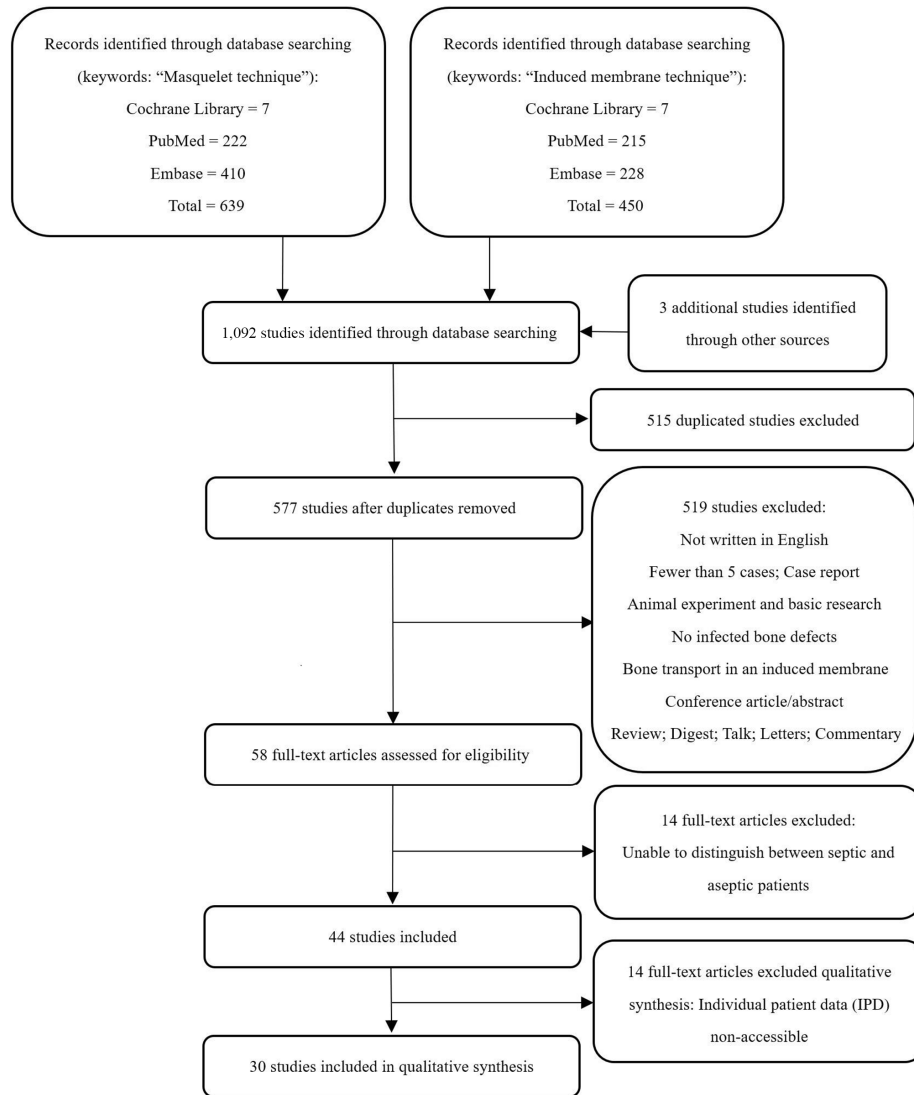 Records identified through database searching
(keywords: “Masquelet technique”):
Cochrane Library = 7
PubMed = 222
Embase = 410
Total = 639
Records identified through database searching
(keywords: “Induced membrane technique”):
Cochrane Library = 7
PubMed = 215
Embase = 228
Total = 450
1,092 studies identified through database searching
3 additional studies identified
through other sources
515 duplicated studies excluded
577 studies after duplicates removed
519 studies excluded:
Not written in English
Fewer than 5 cases; Case report
Animal experiment and basic research
No infected bone defects
Bone transport in an induced membrane
Conference article/abstract
Review; Digest; Talk; Letters; Commentary
58 full-text articles assessed for eligibility
14 full-text articles excluded:
Unable to distinguish between septic and
aseptic patients
44 studies included
14 full-text articles excluded qualitative
synthesis: Individual patient data (IPD)
non-accessible
30 studies included in qualitative synthesis